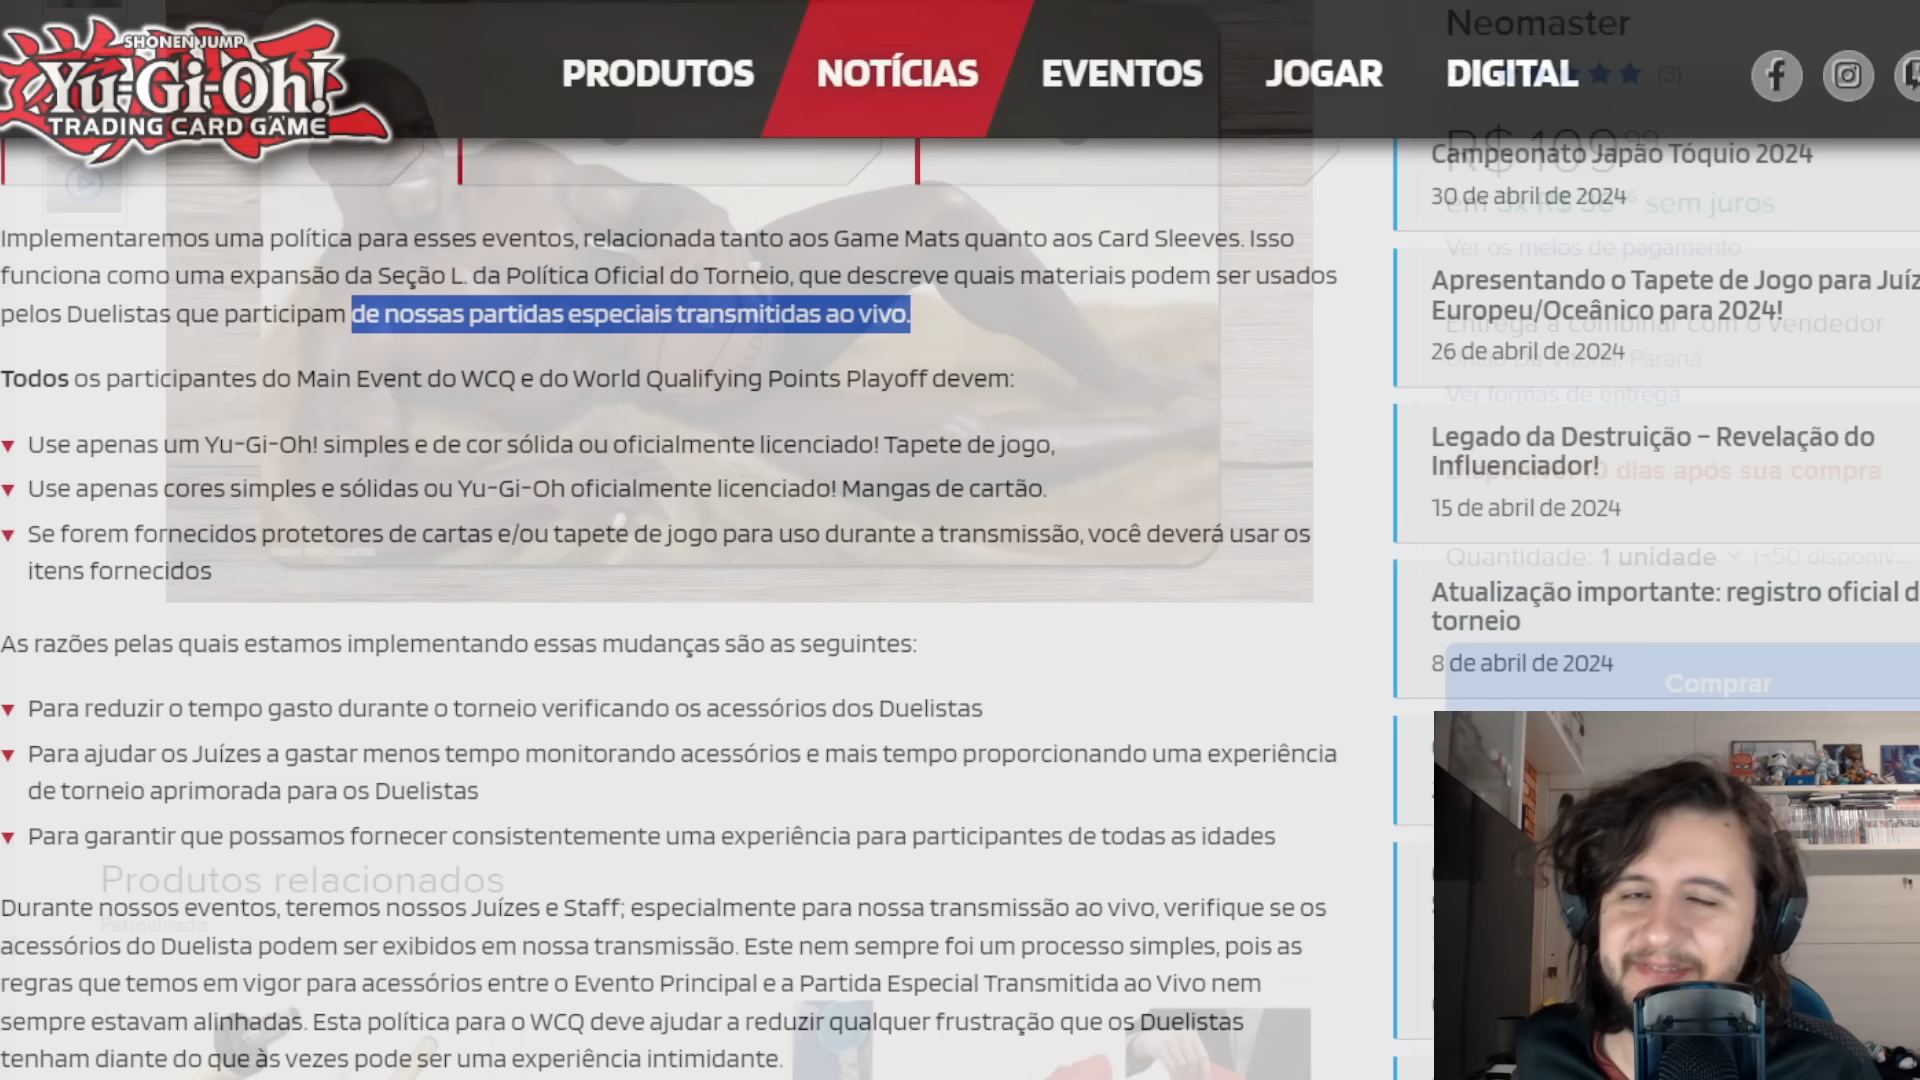 SHONEN JUMP
Yu-Gi-Oh!
TRADING CARD GAME
PRODUTOS
NOTÍCIAS
EVENTOS
JOGAR
DIGITAL
Neomaster
(3)
Implementaremos uma política para esses eventos, relacionada tanto aos Game Mats quanto aos Card Sleeves. Isso
funciona como uma expansão da Seção L. da Política Oficial do Torneio, que descreve quais materiais podem ser usados
pelos Duelistas que participam de nossas partidas especiais transmitidas ao vivo.
Todos os participantes do Main Event do WCQ e do World Qualifying Points Playoff devem:
Use apenas um Yu-Gi-Oh! simples e de cor sólida ou oficialmente licenciado! Tapete de jogo,
Use apenas cores simples e sólidas ou Yu-Gi-Oh oficialmente licenciado! Mangas de cartão.
Se forem fornecidos protetores de cartas e/ou tapete de jogo para uso durante a transmissão, você deverá usar os
itens fornecidos
As razões pelas quais estamos implementando essas mudanças são as seguintes:
Para reduzir o tempo gasto durante o torneio verificando os acessórios dos Duelistas
Para ajudar os Juízes a gastar menos tempo monitorando acessórios e mais tempo proporcionando uma experiência
de torneio aprimorada para os Duelistas
Para garantir que possamos fornecer consistentemente uma experiência para participantes de todas as idades
Produtos relacionados
Patrocinado
Durante nossos eventos, teremos nossos Juízes e Staff; especialmente para nossa transmissão ao vivo, verifique se os
acessórios do Duelista podem ser exibidos em nossa transmissão. Este nem sempre foi um processo simples, pois as
regras que temos em vigor para acessórios entre o Evento Principal e a Partida Especial Transmitida ao Vivo nem
sempre estavam alinhadas. Esta política para o WCQ deve ajudar a reduzir qualquer frustração que os Duelistas
tenham diante do que às vezes pode ser uma experiência intimidante.
R$ 109 99
Campeonato Japão Tóquio 2024
30 de abril de 2024
em 3x R$ 36 sem juros
Ver os meios de pagamento
Apresentando o Tapete de Jogo para Juíz
Europeu/Oceânico para 2024!
Entrega a combinar com o vendedor
26 de abril de 2024
União Da Vitória, Paraná
Ver formas de entrega
Legado da Destruição – Revelação do
Influenciador!
Disponível 10 dias após sua compra
15 de abril de 2024
Quantidade: 1 unidade (+50 disponív...
Atualização importante: registro oficial d
torneio
8 de abril de 2024
Comprar